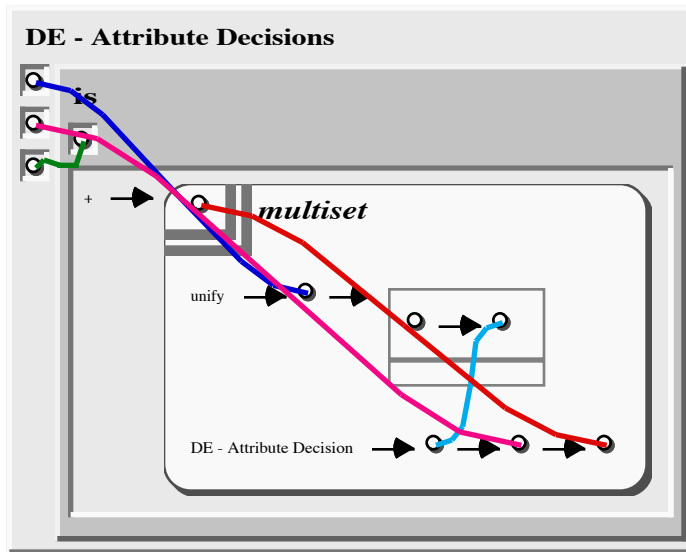 DE - Attribute Decisions
is
+
multiset
unify
DE - Attribute Decision